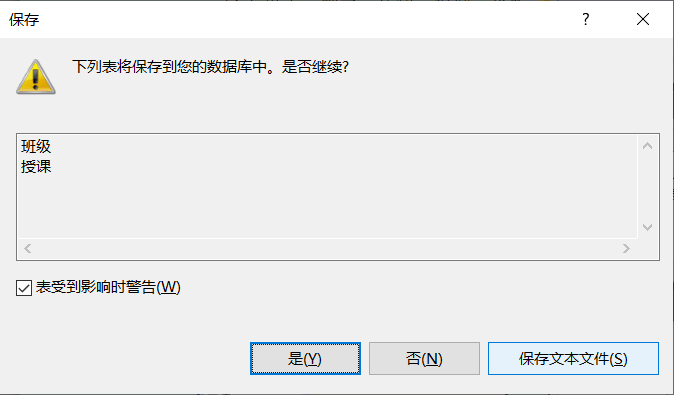 保存
?
下列表将保存到您的数据库中。是否继续?
班级
授课
表受到影响时警告(W)
是(Y)
否(N)
保存文本文件(S)